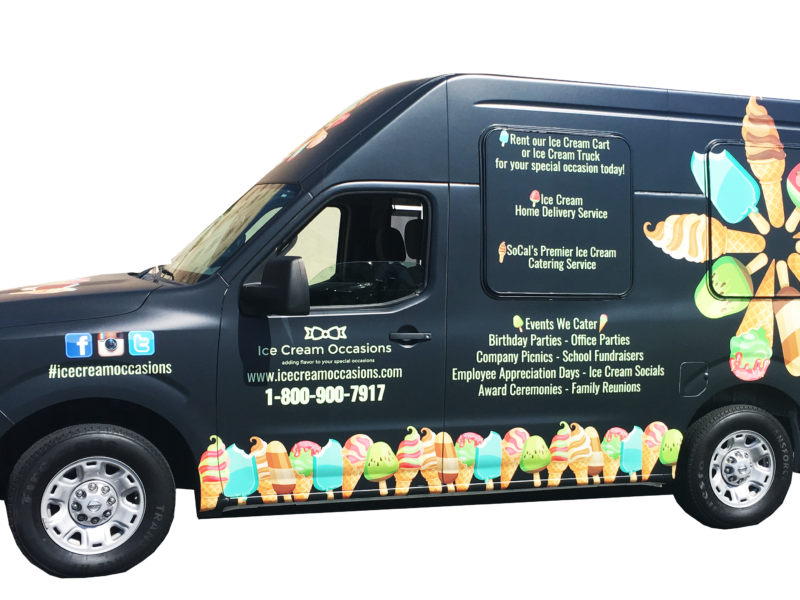 Rent our Ice Cream Cart
or Ice Cream Truck
for your special occasion today!
Ice Cream
Home Delivery Service
SoCal's Premier Ice Cream
Catering Service
Events We Cater
Birthday Parties - Office Parties
Company Picnics - School Fundraisers
Employee Appreciation Days - Ice Cream Socials
Award Ceremonies - Family Reunions
Ice Cream Occasions
adding flavor to your special occasions
www.icecreamoccasions.com
1-800-900-7917
f
t
#icecreamoccasions